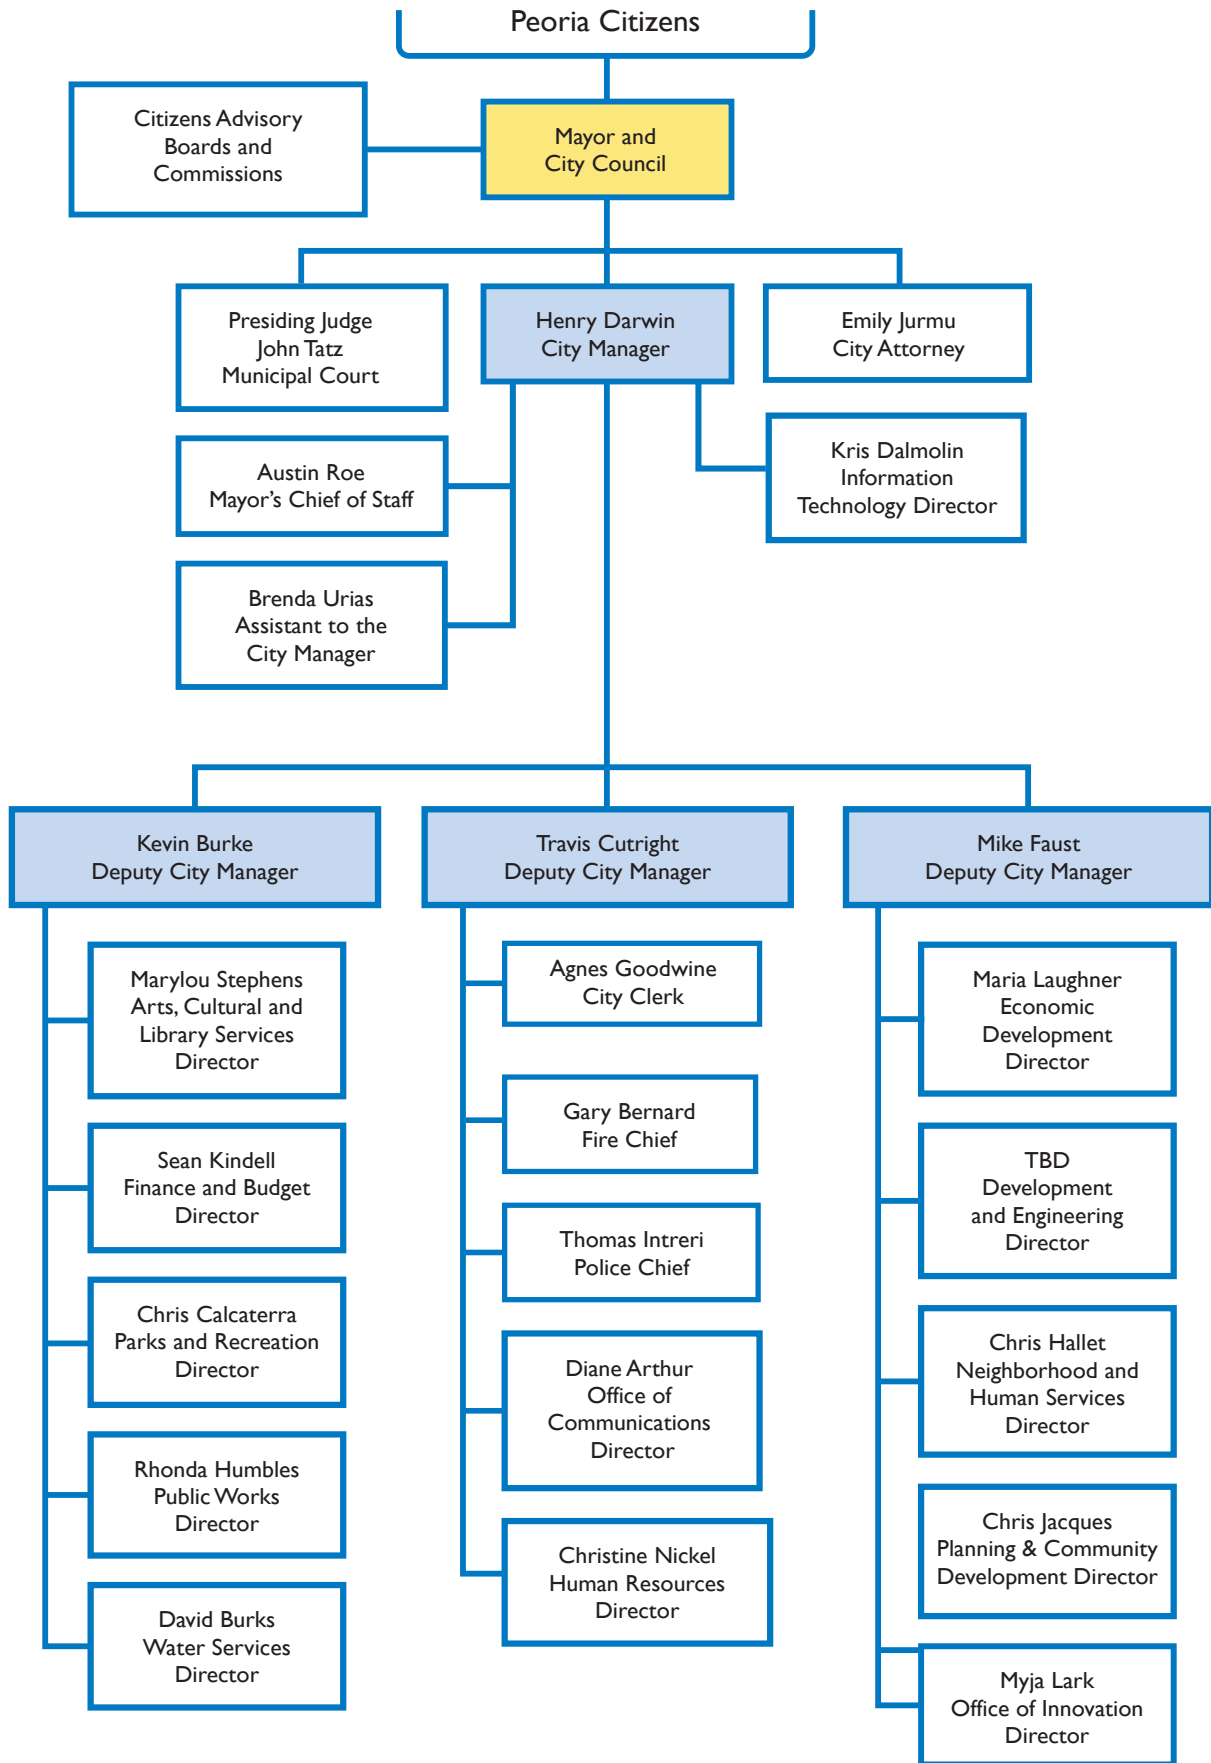 Peoria Citizens
Citizens Advisory
Boards and
Commissions
Mayor and
City Council
Presiding Judge
John Tatz
Municipal Court
Henry Darwin
City Manager
Emily Jurmu
City Attorney
Austin Roe
Mayor’s Chief of Staff
Kris Dalmolin
Information
Technology Director
Brenda Urias
Assistant to the
City Manager
Kevin Burke
Deputy City Manager
Travis Cutright
Deputy City Manager
Mike Faust
Deputy City Manager
Marylou Stephens
Arts, Cultural and
Library Services
Director
Sean Kindell
Finance and Budget
Director
Chris Calcaterra
Parks and Recreation
Director
Rhonda Humbles
Public Works
Director
David Burks
Water Services
Director
Agnes Goodwine
City Clerk
Gary Bernard
Fire Chief
Thomas Intreri
Police Chief
Diane Arthur
Office of
Communications
Director
Christine Nickel
Human Resources
Director
Maria Laughner
Economic
Development
Director
TBD
Development
and Engineering
Director
Chris Hallet
Neighborhood and
Human Services
Director
Chris Jacques
Planning & Community
Development Director
Myja Lark
Office of Innovation
Director